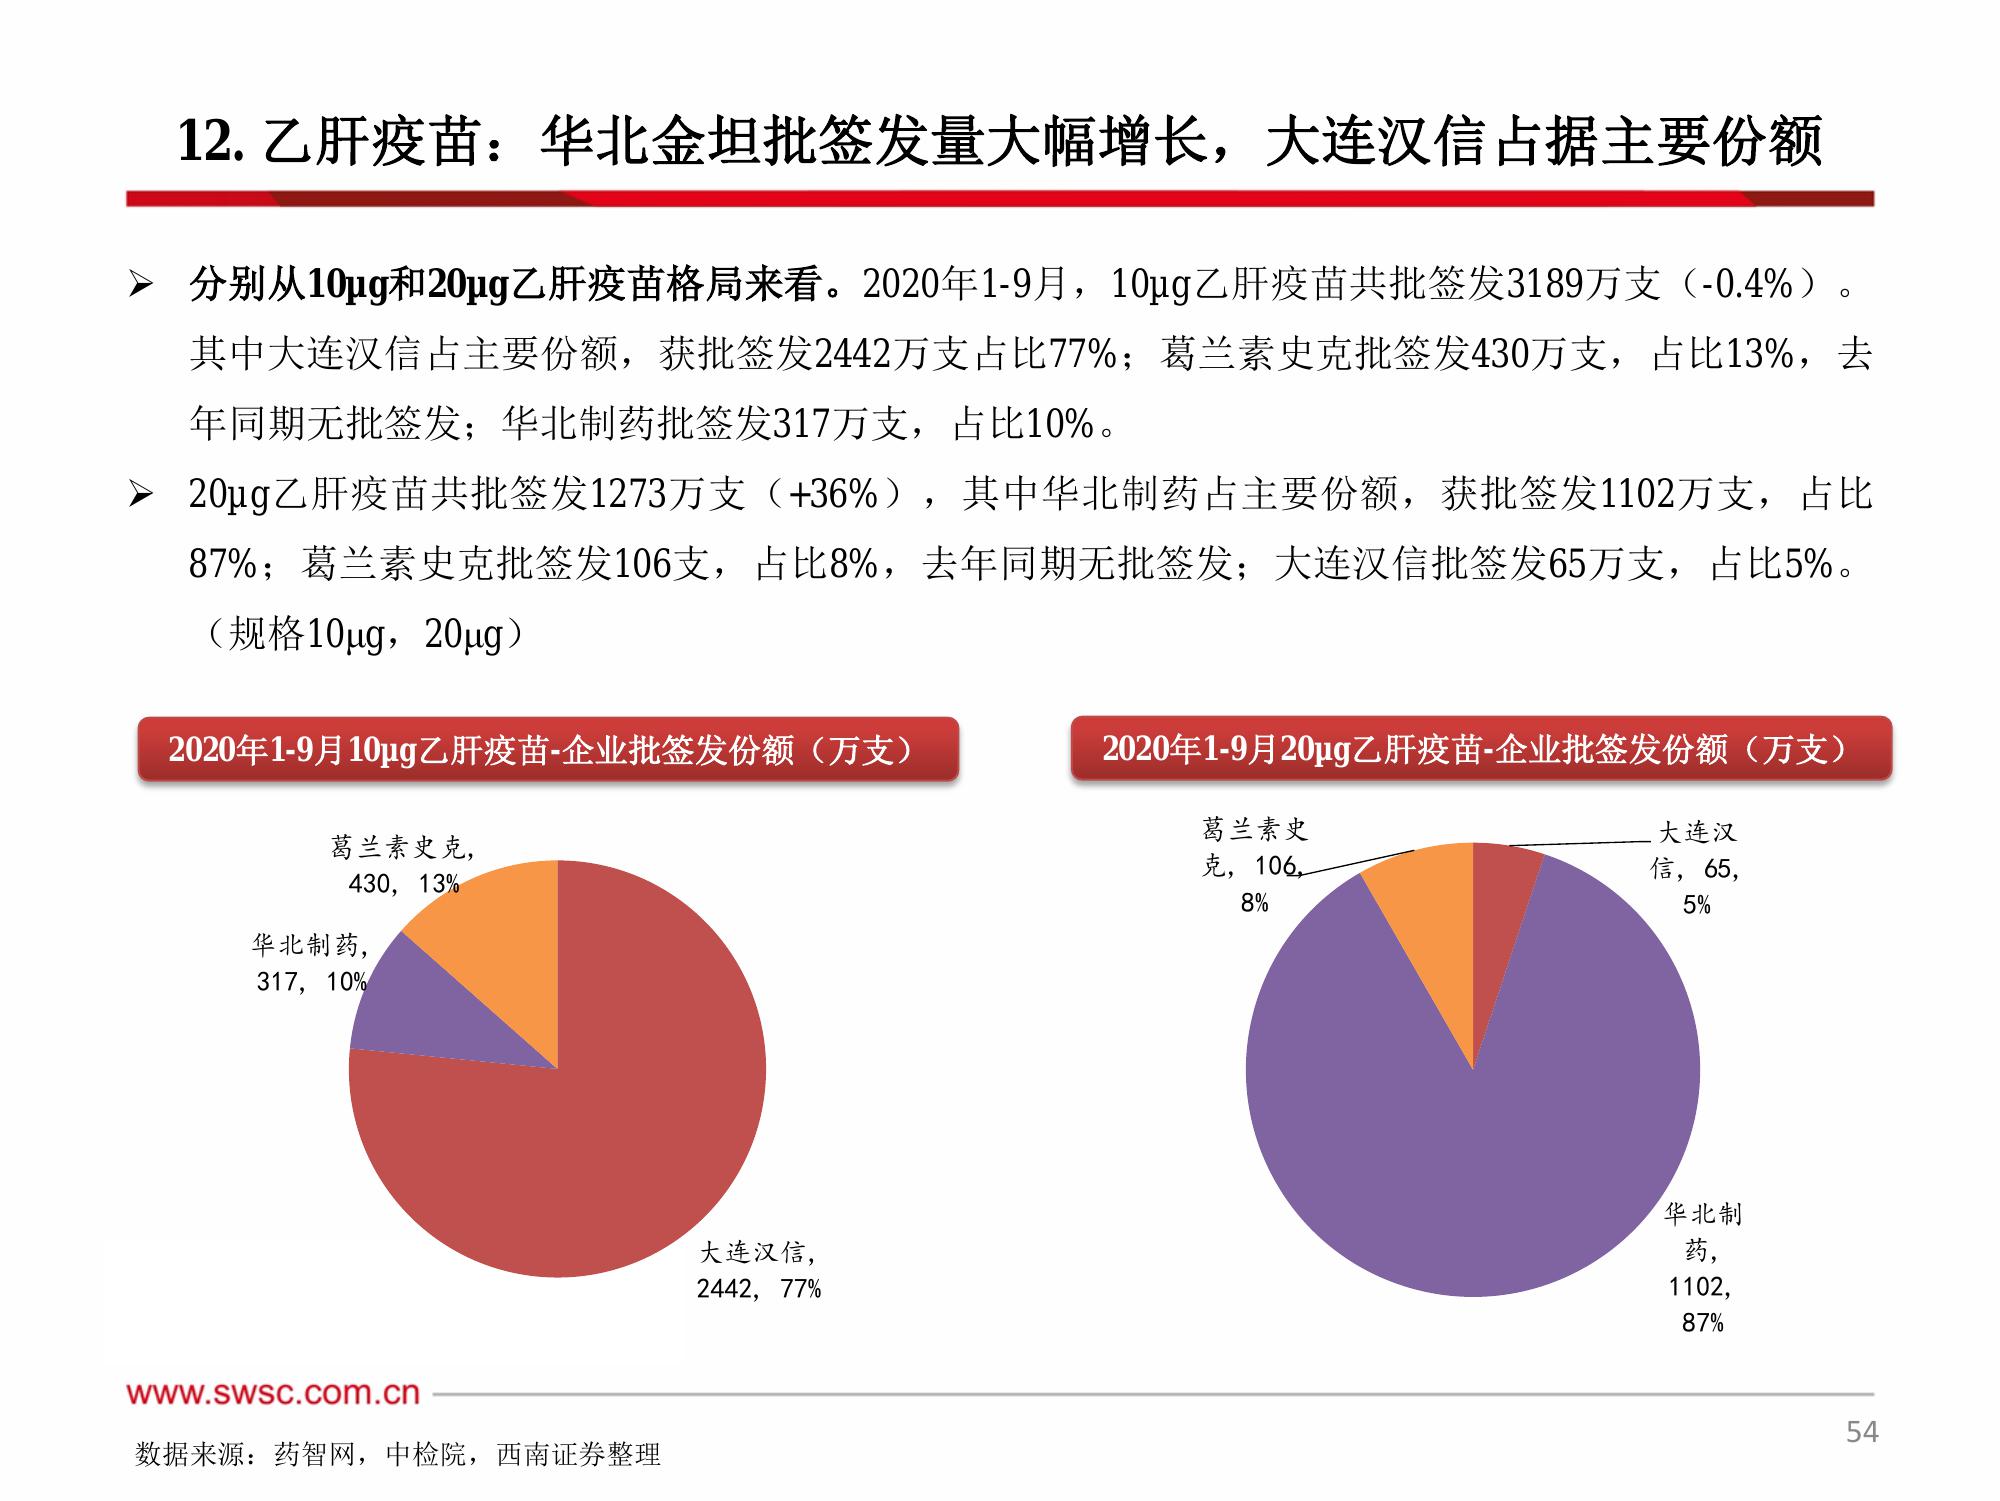 12. 乙肝疫苗：华北金坦批签发量大幅增长，大连汉信占据主要份额
➢ 分别从10μg和20μg乙肝疫苗格局来看。2020年1-9月，10μg乙肝疫苗共批签发3189万支（-0.4%）。
其中大连汉信占主要份额，获批签发2442万支占比77%；葛兰素史克批签发430万支，占比13%，去
年同期无批签发；华北制药批签发317万支，占比10%。
➢ 20μg乙肝疫苗共批签发1273万支（+36%），其中华北制药占主要份额，获批签发1102万支，占比
87%；葛兰素史克批签发106支，占比8%，去年同期无批签发；大连汉信批签发65万支，占比5%。
（规格10μg，20μg）
2020年1-9月10μg乙肝疫苗-企业批签发份额（万支）
葛兰素史克,
430, 13%
华北制药,
317, 10%
大连汉信,
2442, 77%
2020年1-9月20μg乙肝疫苗-企业批签发份额（万支）
葛兰素史
克, 106,
8%
大连汉
信, 65,
5%
华北制
药,
1102,
87%
www.swsc.com.cn
54
数据来源：药智网，中检院，西南证券整理